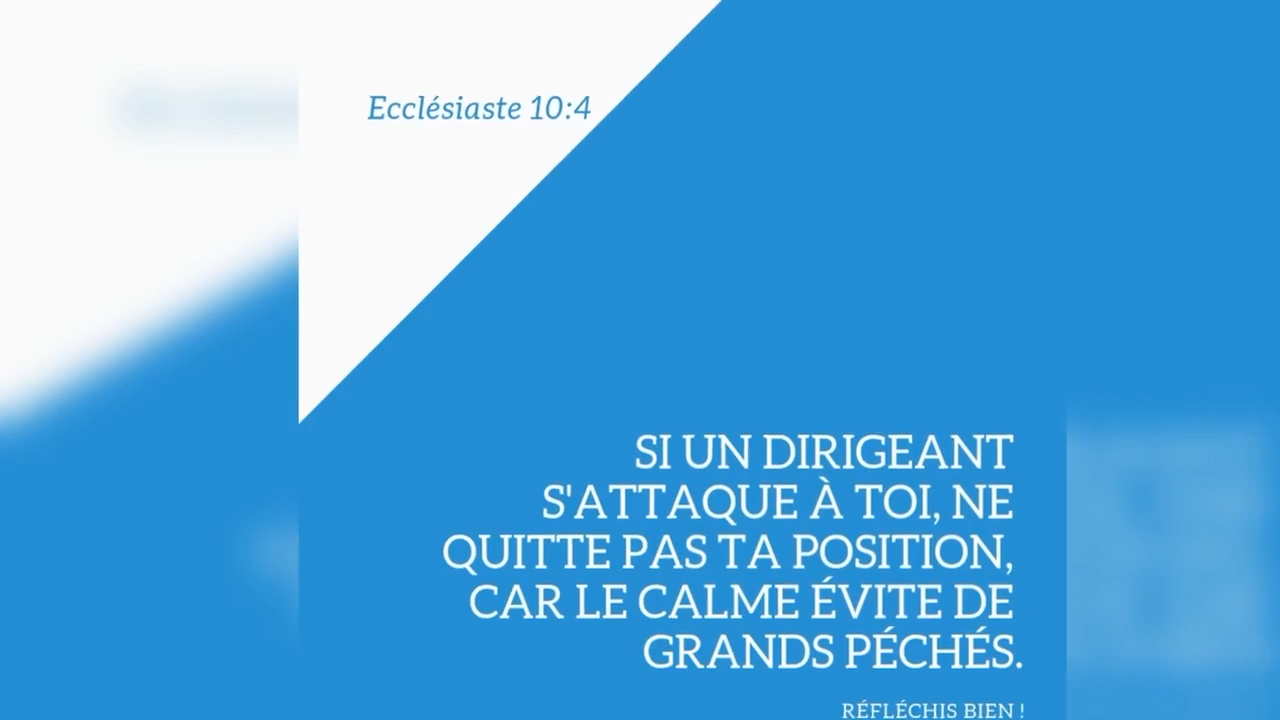 Ecclésiaste 10:4
SI UN DIRIGEANT
S'ATTAQUE À TOI, NE
QUITTE PAS TA POSITION,
CAR LE CALME ÉVITE DE
GRANDS PÉCHÉS.
RÉFLÉCHIS BIEN !